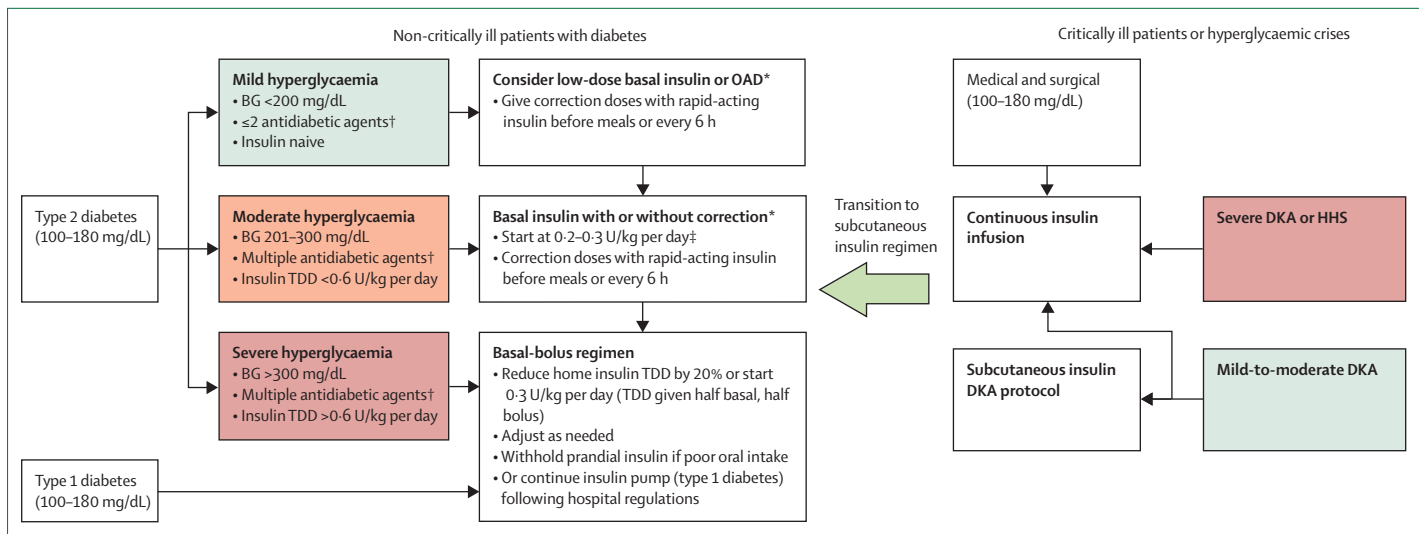 Non-critically ill patients with diabetes
Critically ill patients or hyperglycaemic crises
Mild hyperglycaemia
• BG <200 mg/dL
• ≤2 antidiabetic agents†
• Insulin naive
Consider low-dose basal insulin or OAD*
• Give correction doses with rapid-acting
insulin before meals or every 6 h
Medical and surgical
(100–180 mg/dL)
Type 2 diabetes
(100–180 mg/dL)
Moderate hyperglycaemia
• BG 201–300 mg/dL
• Multiple antidiabetic agents†
• Insulin TDD <0·6 U/kg per day
Basal insulin with or without correction*
• Start at 0·2–0·3 U/kg per day‡
• Correction doses with rapid-acting insulin
before meals or every 6 h
Transition to
subcutaneous
insulin regimen
Continuous insulin
infusion
Severe DKA or HHS
Severe hyperglycaemia
• BG >300 mg/dL
• Multiple antidiabetic agents†
• Insulin TDD >0·6 U/kg per day
Basal-bolus regimen
• Reduce home insulin TDD by 20% or start
0·3 U/kg per day (TDD given half basal, half
bolus)
• Adjust as needed
• Withhold prandial insulin if poor oral intake
• Or continue insulin pump (type 1 diabetes)
following hospital regulations
Subcutaneous insulin
DKA protocol
Mild-to-moderate DKA
Type 1 diabetes
(100–180 mg/dL)